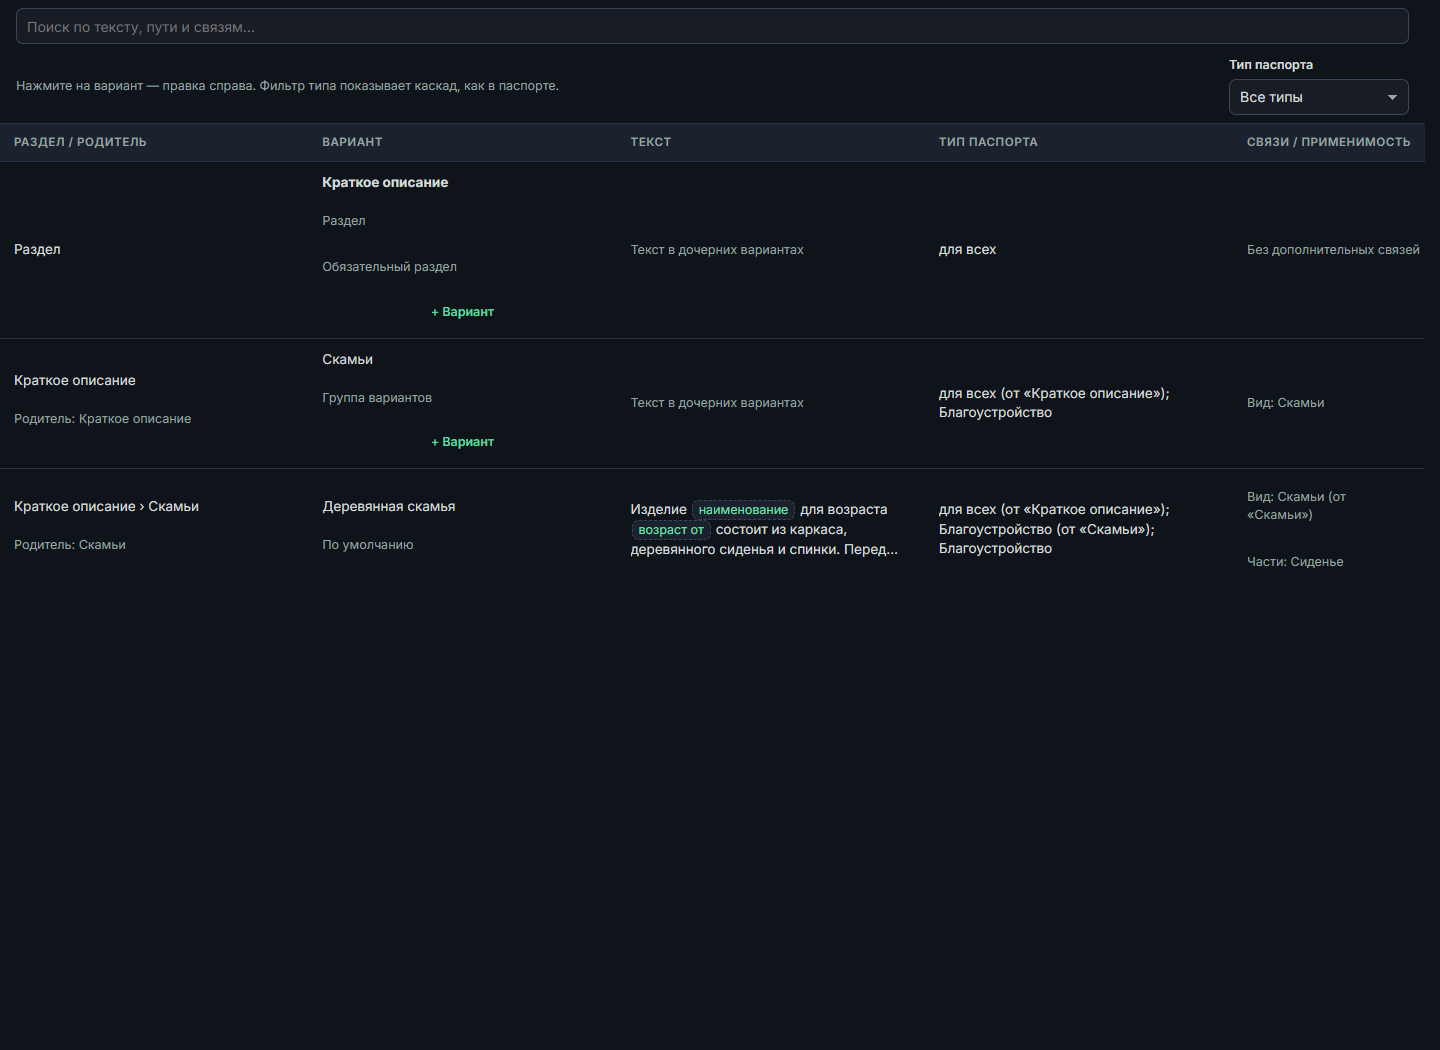 Поиск по тексту, пути и связям...
Тип паспорта
Нажмите на вариант — правка справа. Фильтр типа показывает каскад, как в паспорте.
Все типы
РАЗДЕЛ / РОДИТЕЛЬ
ВАРИАНТ
ТЕКСТ
ТИП ПАСПОРТА
СВЯЗИ / ПРИМЕНИМОСТЬ
Раздел
Краткое описание
Раздел
Обязательный раздел
+ Вариант
Текст в дочерних вариантах
для всех
Без дополнительных связей
Краткое описание
Родитель: Краткое описание
Скамьи
Группа вариантов
+ Вариант
Текст в дочерних вариантах
для всех (от «Краткое описание»);
Благоустройство
Вид: Скамьи
Краткое описание › Скамьи
Родитель: Скамьи
Деревянная скамья
По умолчанию
Изделие наименование для возраста
возраст от состоит из каркаса,
деревянного сиденья и спинки. Перед...
для всех (от «Краткое описание»);
Благоустройство (от «Скамьи»);
Благоустройство
Вид: Скамьи (от
«Скамьи»)
Части: Сиденье